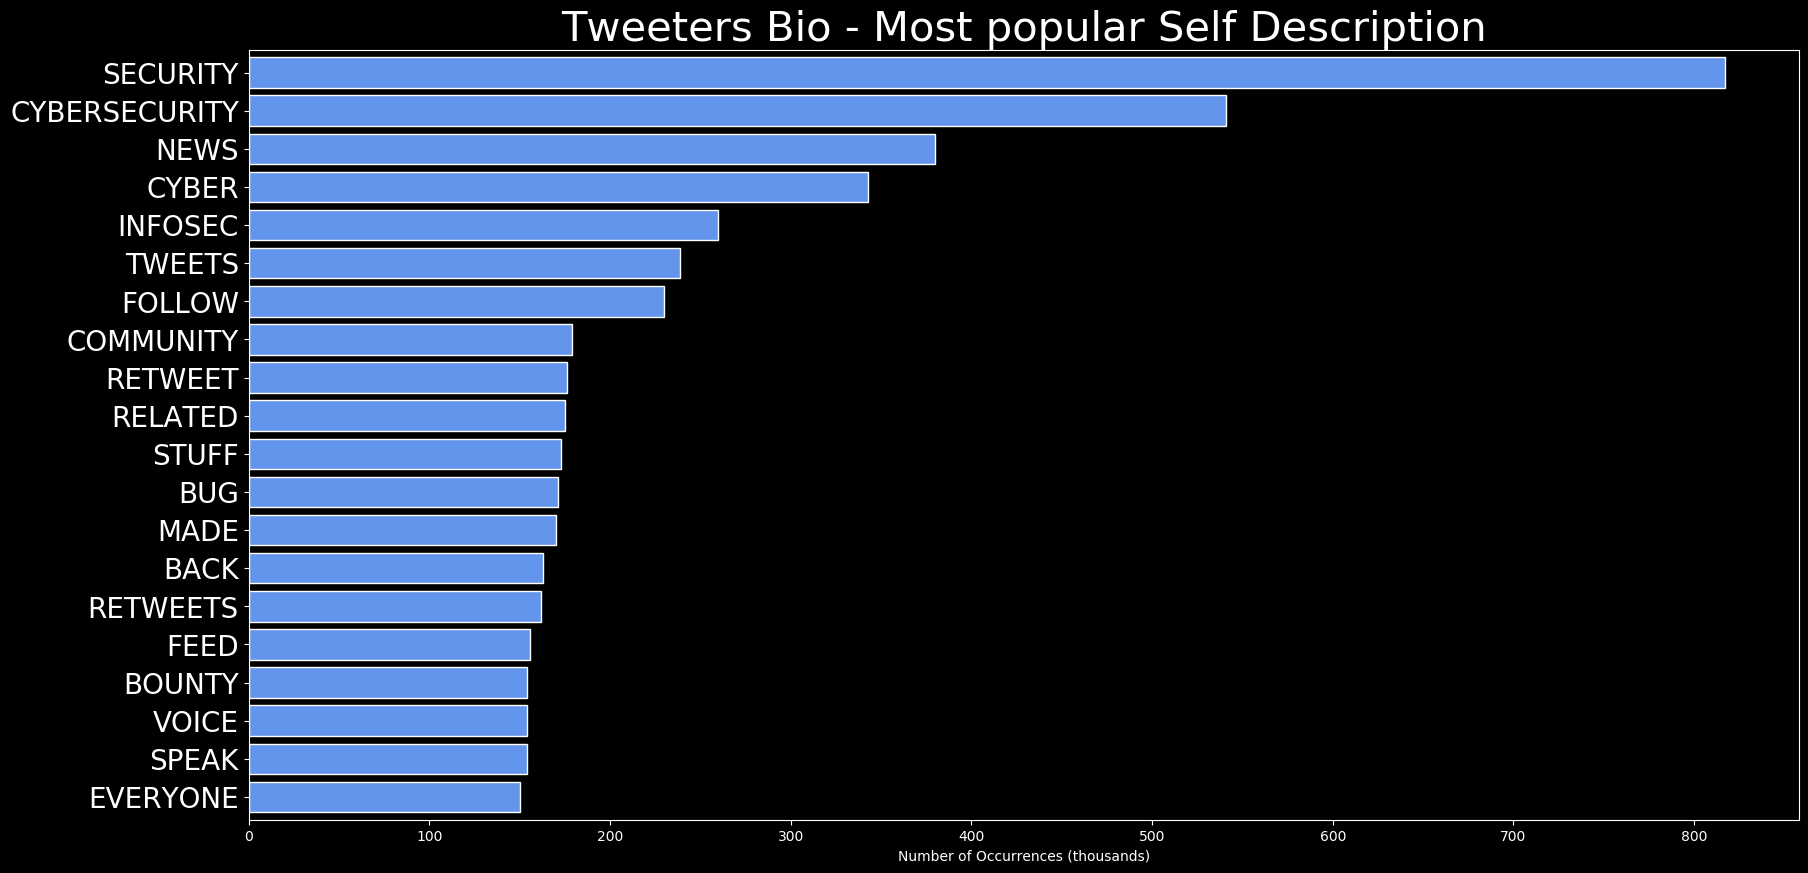 Tweeters Bio - Most popular Self Description
SECURITY
CYBERSECURITY
NEWS
CYBER
INFOSEC
TWEETS
FOLLOW
COMMUNITY
RETWEET
RELATED
STUFF
BUG
MADE
BACK
RETWEETS
FEED
BOUNTY
VOICE
SPEAK
EVERYONE
0 100 200 300 400 500 600 700 800
Number of Occurrences (thousands)